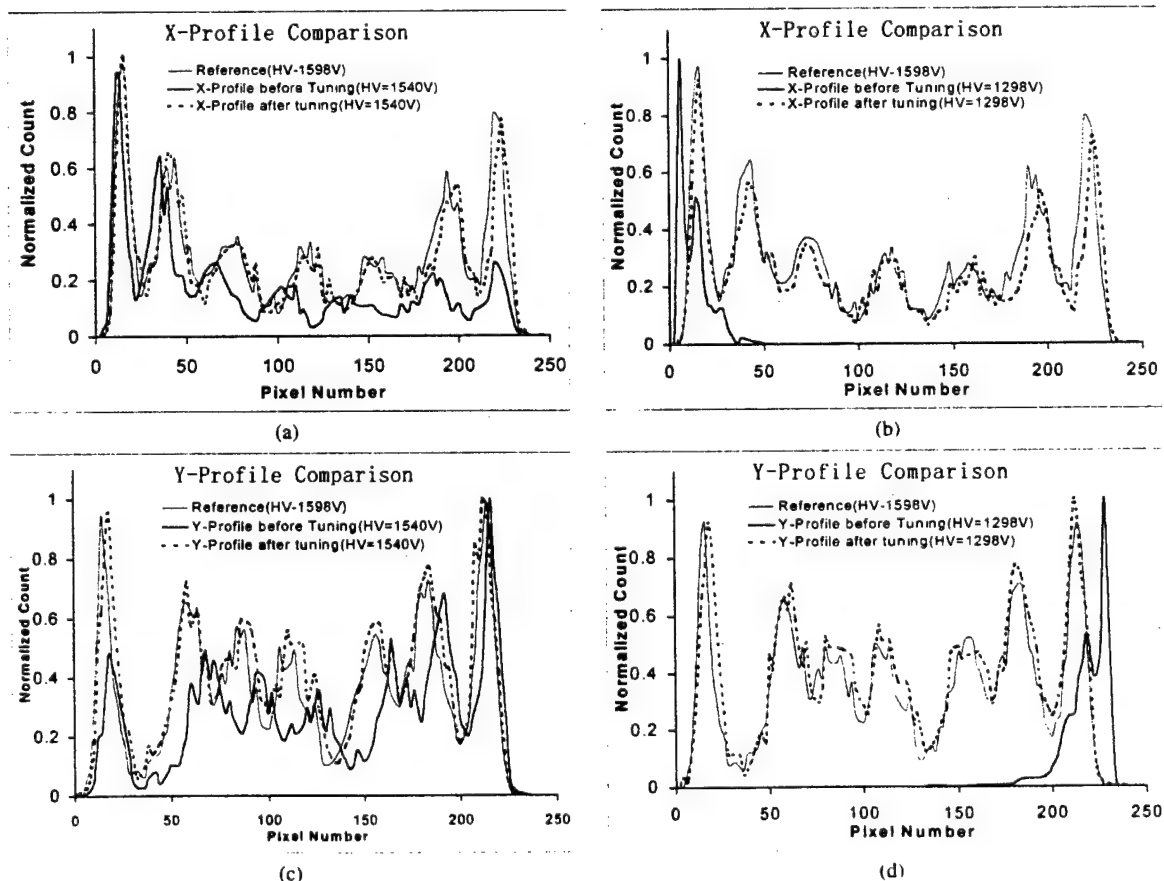 X-Profile Comparison
Reference(HV-1598V)
X-Profile before Tuning(HV=1540V)
X-Profile after tuning(HV=1540V)
Normalized Count
1
0.8
0.6
0.4
0.2
0
0 50 100 150 200 250
Pixel Number
(a)
X-Profile Comparison
Reference(HV-1598V)
X-Profile before Tuning(HV=1298V)
X-Profile after tuning(HV=1298V)
Normalized Count
1
0.8
0.6
0.4
0.2
0
0 50 100 150 200 250
Pixel Number
(b)
Y-Profile Comparison
Reference(HV-1598V)
Y-Profile before Tuning(HV=1540V)
Y-Profile after tuning(HV=1540V)
Normalized Count
1
0.8
0.6
0.4
0.2
0
0 50 100 150 200 250
Pixel Number
(c)
Y-Profile Comparison
Reference(HV-1598V)
Y-Profile before Tuning(HV=1298V)
Y-Profile after tuning(HV=1298V)
Normalized Count
1
0.8
0.6
0.4
0.2
0
0 50 100 150 200 250
Pixel Number
(d)